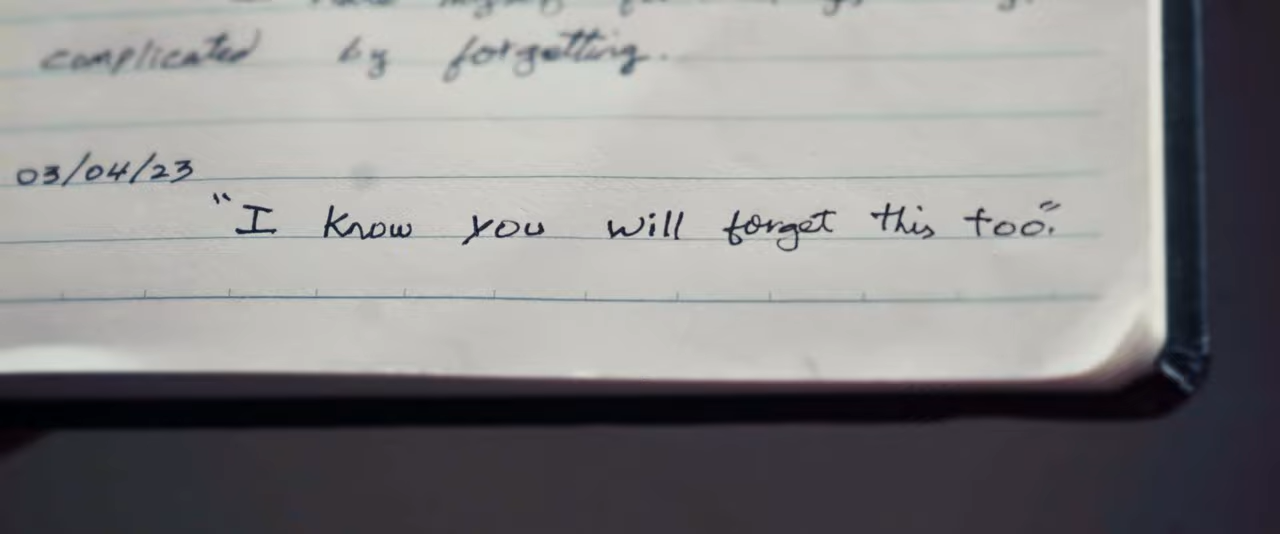 complicated by forgetting.
03/04/23
"I know you will forget this too."